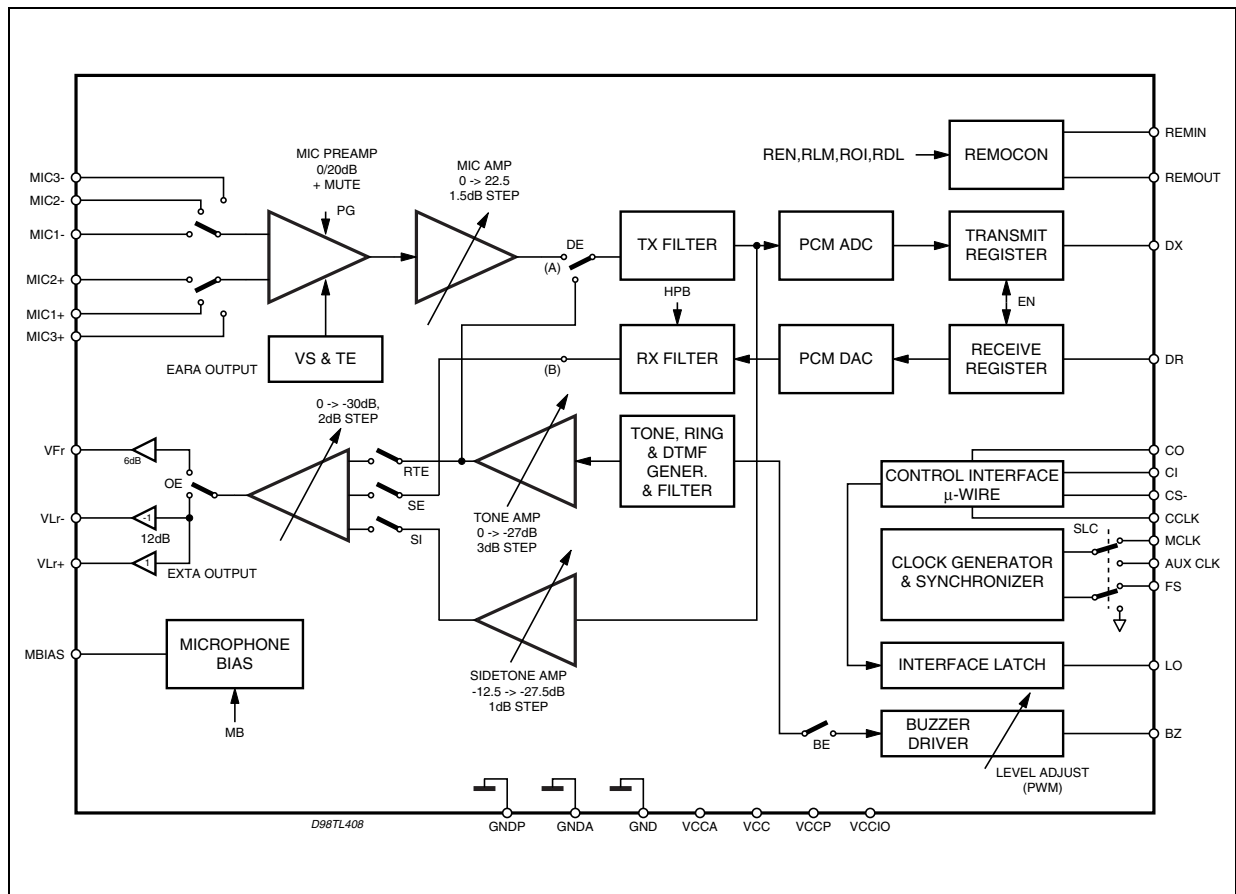 REMIN
REN,RLM,ROI,RDL
REMOCON
REMOUT
MIC PREAMP
0/20dB
+ MUTE
PG
MIC AMP
0 -> 22.5
1.5dB STEP
MIC3-
MIC2-
MIC1-
MIC2+
MIC1+
MIC3+
DE
(A)
TX FILTER
PCM ADC
TRANSMIT
REGISTER
DX
HPB
EN
VS & TE
EARA OUTPUT
(B)
RX FILTER
PCM DAC
RECEIVE
REGISTER
DR
0 -> -30dB,
2dB STEP
VFr
6dB
OE
VLr-
-1
12dB
VLr+
1
EXTA OUTPUT
RTE
SE
SI
TONE AMP
0 -> -27dB
3dB STEP
TONE, RING
& DTMF
GENER.
& FILTER
CO
CI
CS-
CCLK
CONTROL INTERFACE
µ-WIRE
SLC
MCLK
AUX CLK
FS
CLOCK GENERATOR
& SYNCHRONIZER
MBIAS
MICROPHONE
BIAS
MB
SIDETONE AMP
-12.5 -> -27.5dB
1dB STEP
INTERFACE LATCH
LO
BE
BUZZER
DRIVER
BZ
LEVEL ADJUST
(PWM)
D98TL408
GNDP
GNDA
GND
VCCA
VCC
VCCP
VCCIO